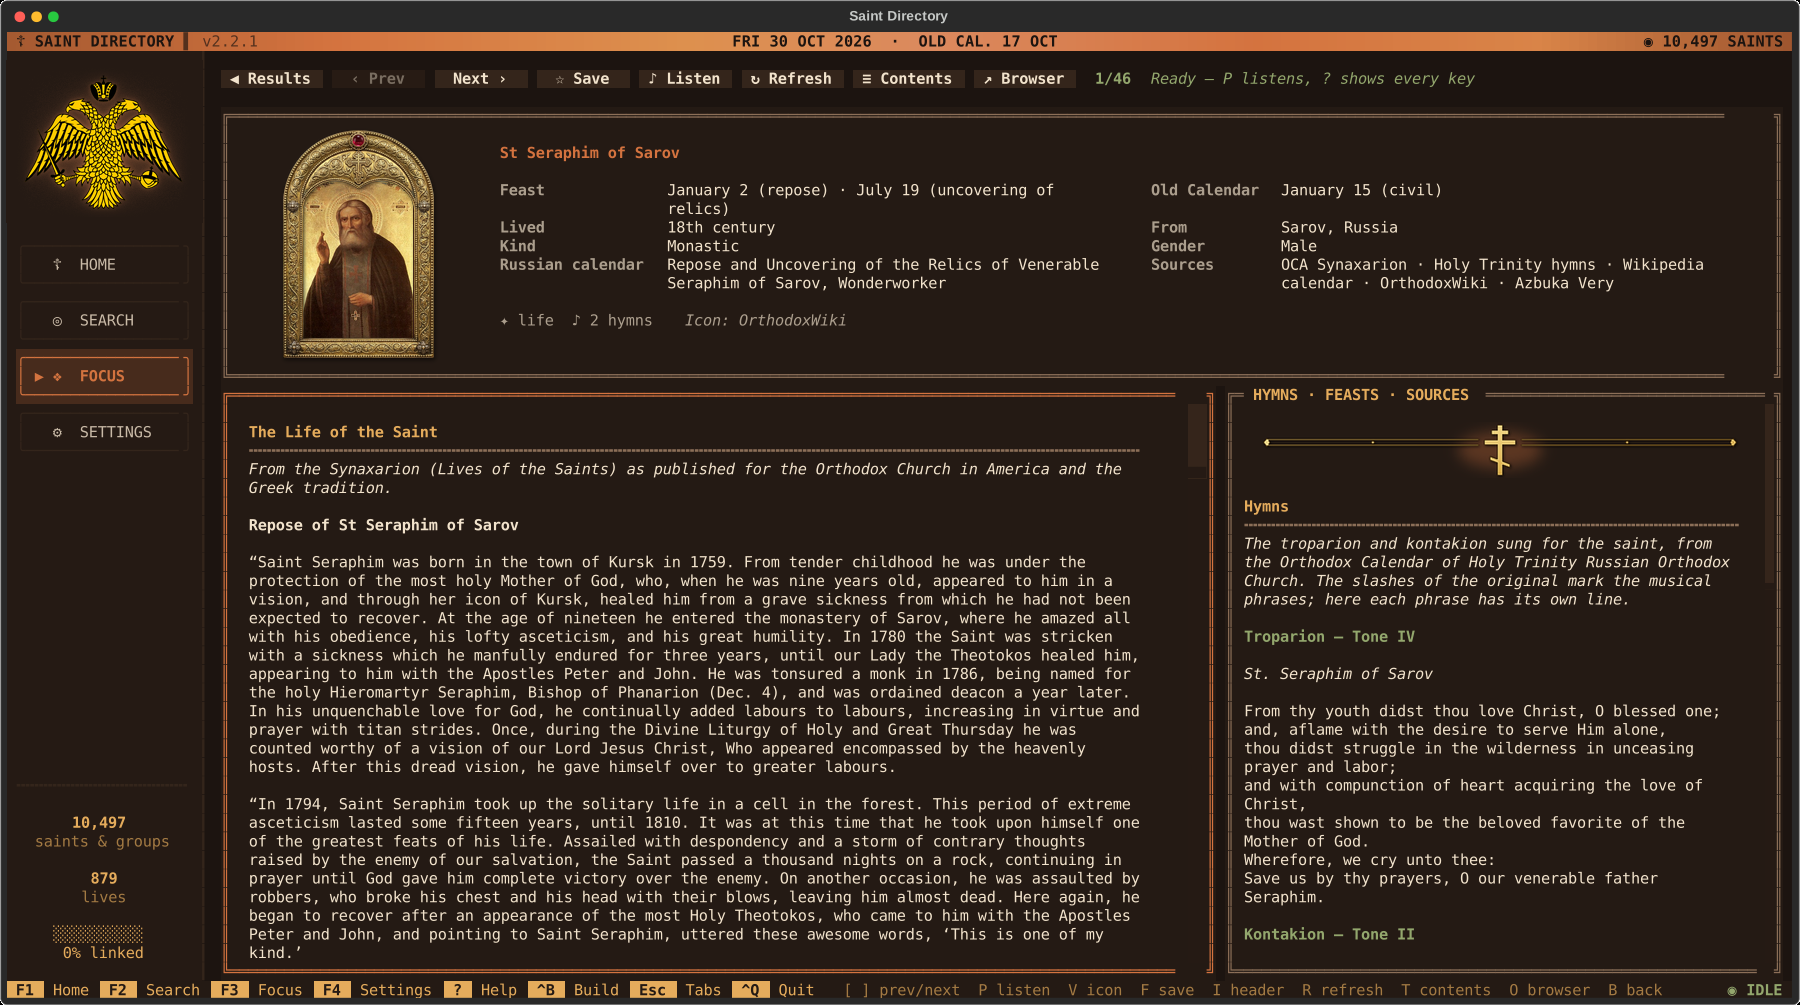 Saint Directory
☦ SAINT DIRECTORY v2.2.1 FRI 30 OCT 2026 · OLD CAL. 17 OCT ◉ 10,497 SAINTS
◀ Results ‹ Prev Next › ☆ Save ♪ Listen ↻ Refresh ≡ Contents ↗ Browser 1/46 Ready — P listens, ? shows every key
☦ HOME
◎ SEARCH
▶ ❖ FOCUS
⚙ SETTINGS
10,497
saints & groups
879
lives
0% linked
St Seraphim of Sarov
Feast January 2 (repose) · July 19 (uncovering of
relics)
Old Calendar January 15 (civil)
Lived 18th century
From Sarov, Russia
Kind Monastic
Gender Male
Russian calendar Repose and Uncovering of the Relics of Venerable
Seraphim of Sarov, Wonderworker
Sources OCA Synaxarion · Holy Trinity hymns · Wikipedia
calendar · OrthodoxWiki · Azbuka Very
✦ life ♪ 2 hymns Icon: OrthodoxWiki
The Life of the Saint
From the Synaxarion (Lives of the Saints) as published for the Orthodox Church in America and the
Greek tradition.
Repose of St Seraphim of Sarov
“Saint Seraphim was born in the town of Kursk in 1759. From tender childhood he was under the
protection of the most holy Mother of God, who, when he was nine years old, appeared to him in a
vision, and through her icon of Kursk, healed him from a grave sickness from which he had not been
expected to recover. At the age of nineteen he entered the monastery of Sarov, where he amazed all
with his obedience, his lofty asceticism, and his great humility. In 1780 the Saint was stricken
with a sickness which he manfully endured for three years, until our Lady the Theotokos healed him,
appearing to him with the Apostles Peter and John. He was tonsured a monk in 1786, being named for
the holy Hieromartyr Seraphim, Bishop of Phanarion (Dec. 4), and was ordained deacon a year later.
In his unquenchable love for God, he continually added labours to labours, increasing in virtue and
prayer with titan strides. Once, during the Divine Liturgy of Holy and Great Thursday he was
counted worthy of a vision of our Lord Jesus Christ, Who appeared encompassed by the heavenly
hosts. After this dread vision, he gave himself over to greater labours.
“In 1794, Saint Seraphim took up the solitary life in a cell in the forest. This period of extreme
asceticism lasted some fifteen years, until 1810. It was at this time that he took upon himself one
of the greatest feats of his life. Assailed with despondency and a storm of contrary thoughts
raised by the enemy of our salvation, the Saint passed a thousand nights on a rock, continuing in
prayer until God gave him complete victory over the enemy. On another occasion, he was assaulted by
robbers, who broke his chest and his head with their blows, leaving him almost dead. Here again, he
began to recover after an appearance of the most Holy Theotokos, who came to him with the Apostles
Peter and John, and pointing to Saint Seraphim, uttered these awesome words, ‘This is one of my
kind.’
HYMNS · FEASTS · SOURCES
Hymns
The troparion and kontakion sung for the saint, from
the Orthodox Calendar of Holy Trinity Russian Orthodox
Church. The slashes of the original mark the musical
phrases; here each phrase has its own line.
Troparion — Tone IV
St. Seraphim of Sarov
From thy youth didst thou love Christ, O blessed one;
and, aflame with the desire to serve Him alone,
thou didst struggle in the wilderness in unceasing
prayer and labor;
and with compunction of heart acquiring the love of
Christ,
thou wast shown to be the beloved favorite of the
Mother of God.
Wherefore, we cry unto thee:
Save us by thy prayers, O our venerable father
Seraphim.
Kontakion — Tone II
F1 Home F2 Search F3 Focus F4 Settings ? Help ^B Build Esc Tabs ^Q Quit [ ] prev/next P listen V icon F save I header R refresh T contents O browser B back ◉ IDLE